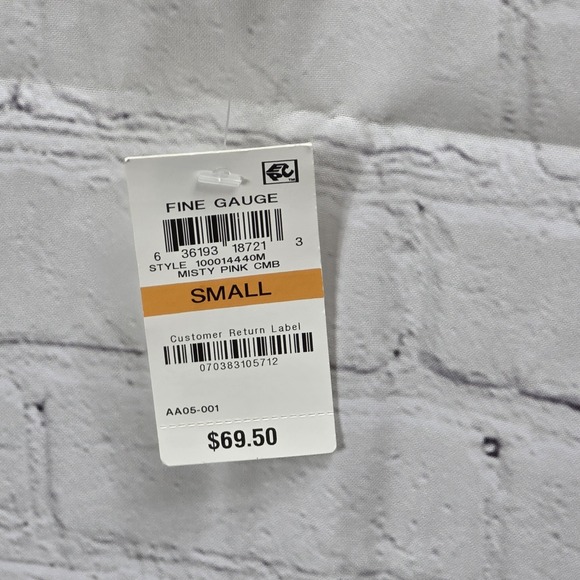 FINE GAUGE
6 36193 18721 3
STYLE 100014440M
MISTY PINK CMB
SMALL
Customer Return Label
070383105712
AA05-001
$69.50